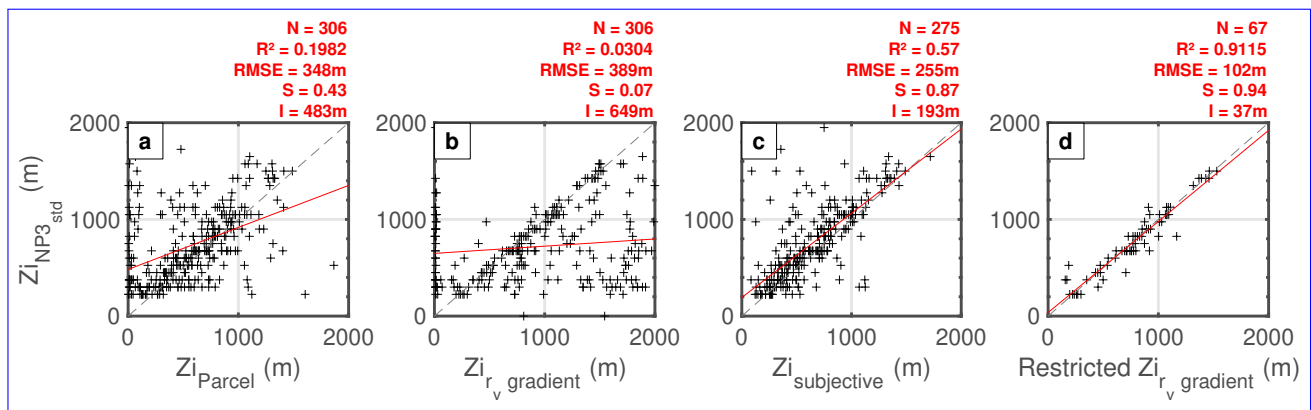 N = 306
R² = 0.1982
RMSE = 348m
S = 0.43
I = 483m
N = 306
R² = 0.0304
RMSE = 389m
S = 0.07
I = 649m
N = 275
R² = 0.57
RMSE = 255m
S = 0.87
I = 193m
N = 67
R² = 0.9115
RMSE = 102m
S = 0.94
I = 37m
Zi_NP3_std (m)
2000
1000
0
a
0 1000 2000
Zi_Parcel (m)
2000
1000
0
b
0 1000 2000
Zi_r_v gradient (m)
2000
1000
0
c
0 1000 2000
Zi_subjective (m)
2000
1000
0
d
0 1000 2000
Restricted Zi_r_v gradient (m)